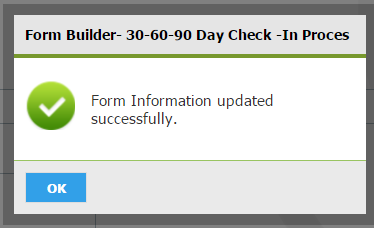 Form Builder- 30-60-90 Day Check -In Proces
Form Information updated
successfully.
OK